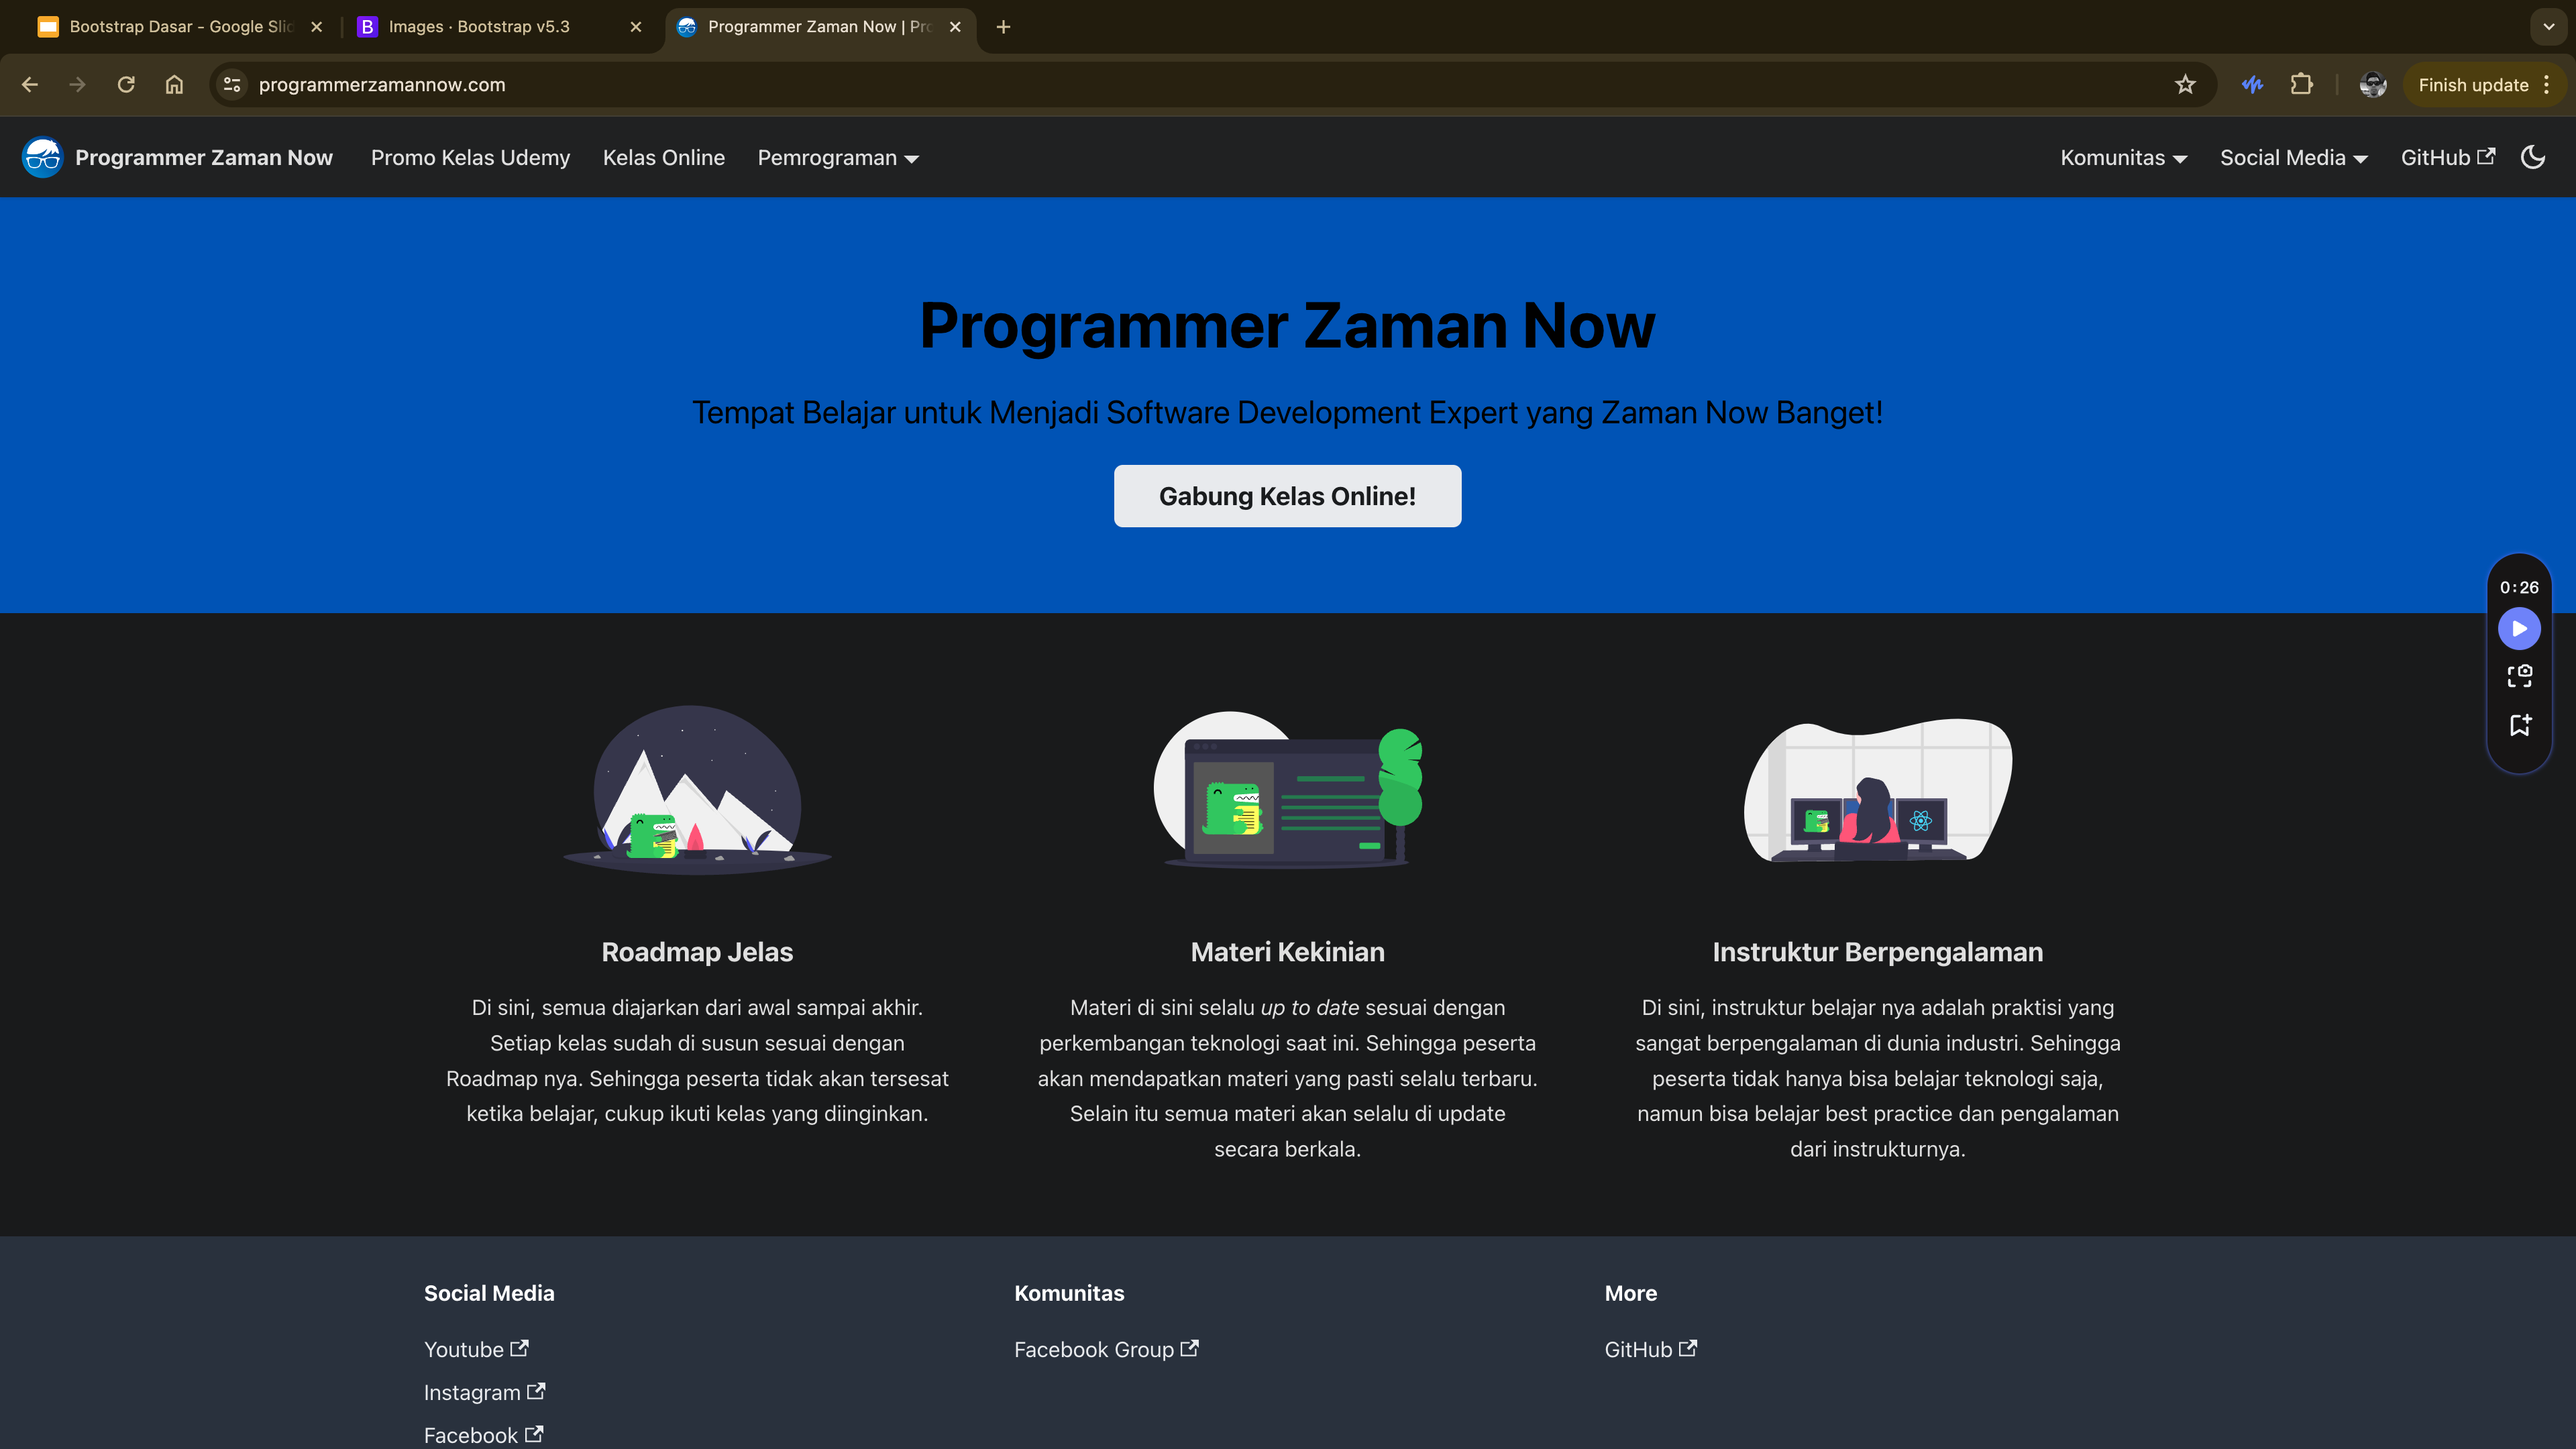 Bootstrap Dasar - Google Slid
Images · Bootstrap v5.3
Programmer Zaman Now | Pro
programmerzamannow.com
Finish update
Programmer Zaman Now
Promo Kelas Udemy
Kelas Online
Pemrograman
Komunitas
Social Media
GitHub
Programmer Zaman Now
Tempat Belajar untuk Menjadi Software Development Expert yang Zaman Now Banget!
Gabung Kelas Online!
0:26
Roadmap Jelas
Di sini, semua diajarkan dari awal sampai akhir.
Setiap kelas sudah di susun sesuai dengan
Roadmap nya. Sehingga peserta tidak akan tersesat
ketika belajar, cukup ikuti kelas yang diinginkan.
Materi Kekinian
Materi di sini selalu up to date sesuai dengan
perkembangan teknologi saat ini. Sehingga peserta
akan mendapatkan materi yang pasti selalu terbaru.
Selain itu semua materi akan selalu di update
secara berkala.
Instruktur Berpengalaman
Di sini, instruktur belajar nya adalah praktisi yang
sangat berpengalaman di dunia industri. Sehingga
peserta tidak hanya bisa belajar teknologi saja,
namun bisa belajar best practice dan pengalaman
dari instrukturnya.
Social Media
Youtube
Instagram
Facebook
Komunitas
Facebook Group
More
GitHub